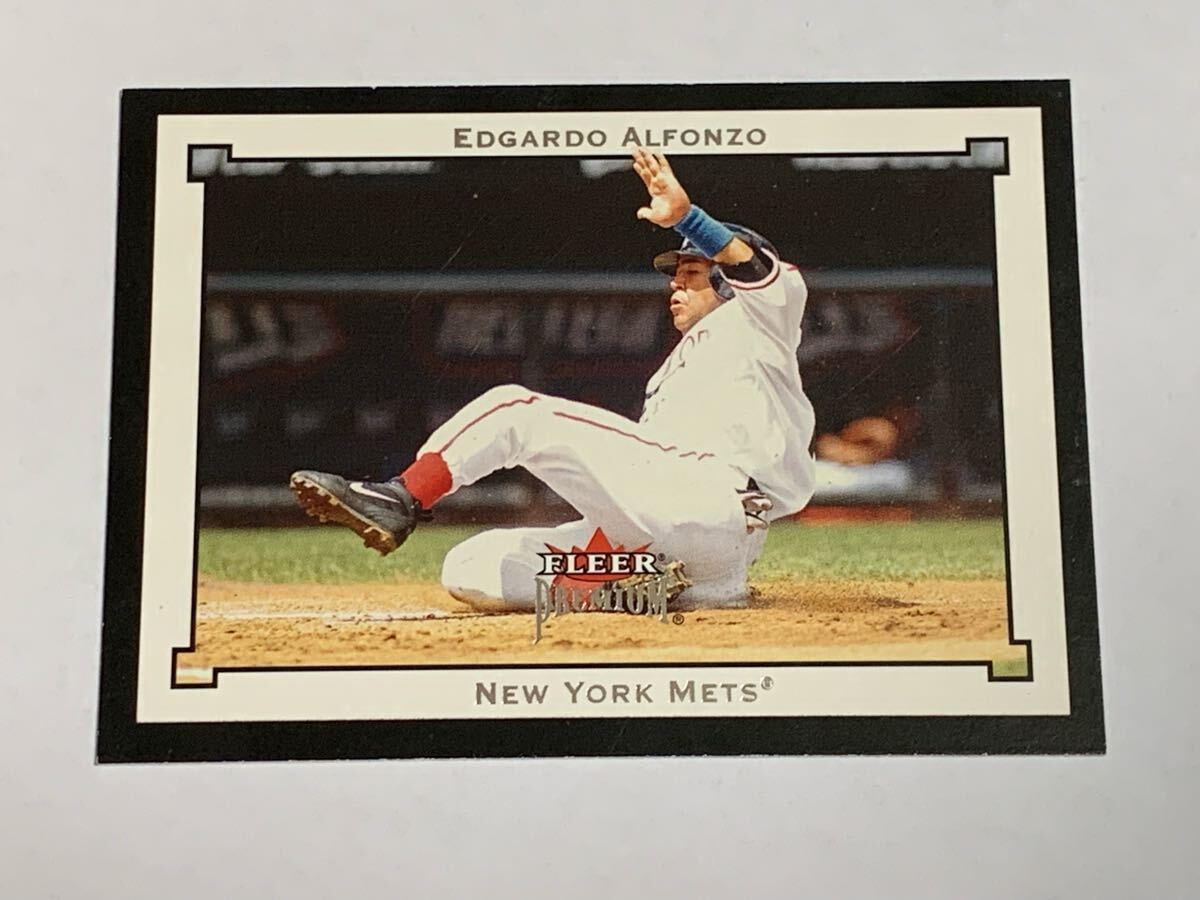 EDGARDO ALFONZO
FLEER®
PREMIUM®
NEW YORK METS®